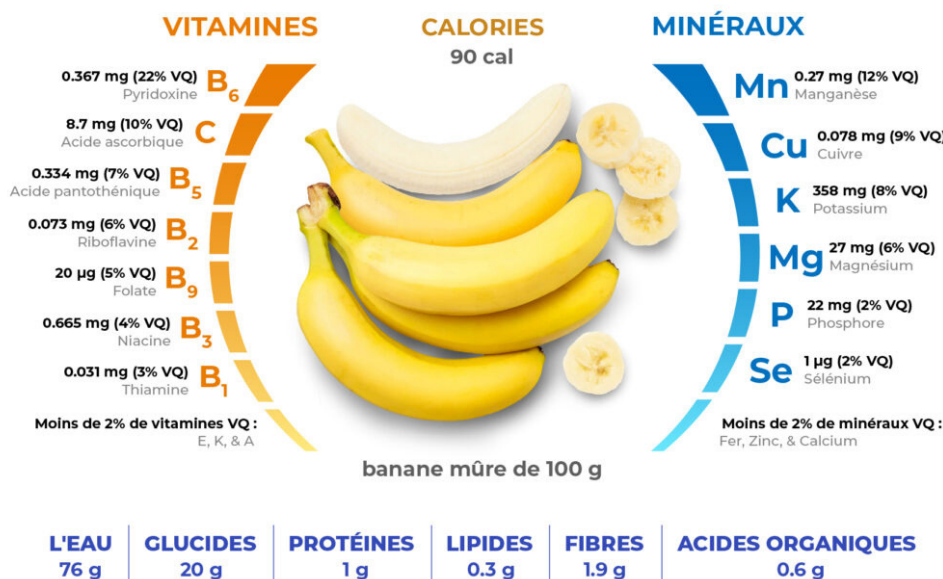 VITAMINES
CALORIES
90 cal
MINÉRAUX
0.367 mg (22% VQ)
Pyridoxine
B6
8.7 mg (10% VQ)
Acide ascorbique
C
0.334 mg (7% VQ)
Acide pantothénique
B5
0.073 mg (6% VQ)
Riboflavine
B2
20 µg (5% VQ)
Folate
B9
0.665 mg (4% VQ)
Niacine
B3
0.031 mg (3% VQ)
Thiamine
B1
Moins de 2% de vitamines VQ :
E, K, & A
Mn
0.27 mg (12% VQ)
Manganèse
Cu
0.078 mg (9% VQ)
Cuivre
K
358 mg (8% VQ)
Potassium
Mg
27 mg (6% VQ)
Magnésium
P
22 mg (2% VQ)
Phosphore
Se
1 µg (2% VQ)
Sélénium
Moins de 2% de minéraux VQ :
Fer, Zinc, & Calcium
banane mûre de 100 g
L'EAU
76 g
GLUCIDES
20 g
PROTÉINES
1 g
LIPIDES
0.3 g
FIBRES
1.9 g
ACIDES ORGANIQUES
0.6 g